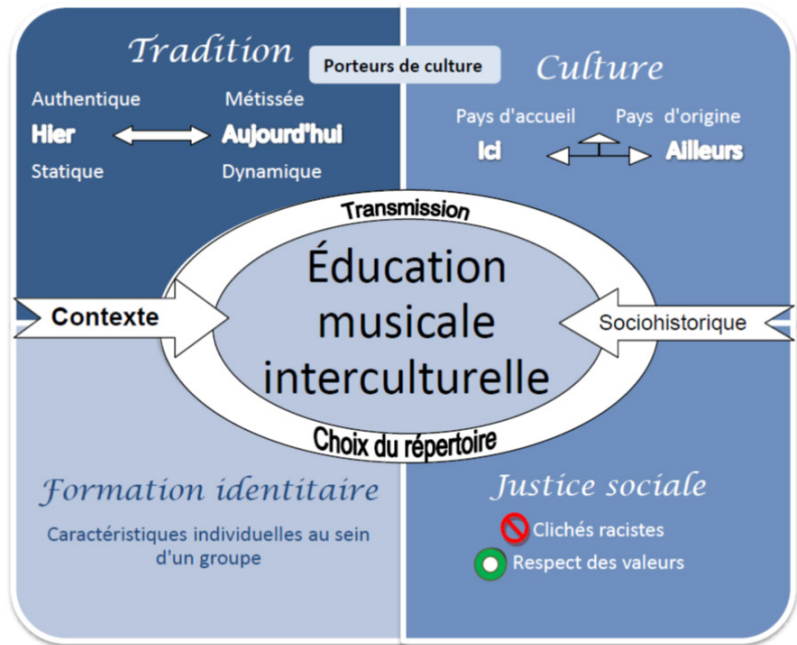 Tradition
Porteurs de culture
Culture
Authentique Métissée
Hier Aujourd'hui
Statique Dynamique
Pays d'accueil Pays d'origine
Ici Ailleurs
Transmission
Éducation
musicale
interculturelle
Contexte
Sociohistorique
Choix du répertoire
Formation identitaire
Caractéristiques individuelles au sein
d'un groupe
Justice sociale
Clichés racistes
Respect des valeurs